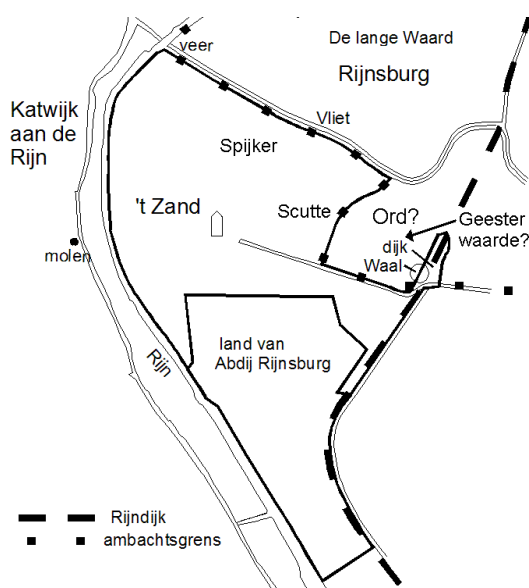 De lange Waard
Rijnsburg
veer
Katwijk
aan de
Rijn
Vliet
Spijker
't Zand
Scutte
Ord?
Geester
waarde?
dijk
Waal
molen
Rijn
land van
Abdij Rijnsburg
Rijndijk
ambachtsgrens